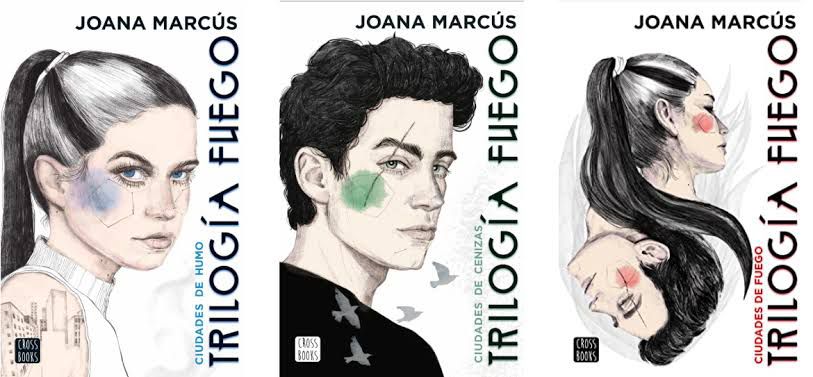 JOANA MARCÚS
CIUDADES DE HUMO
TRILOGÍA FUEGO
CROSS
BOOKS
JOANA MARCÚS
CIUDADES DE CENIZAS
TRILOGÍA FUEGO
CROSS
BOOKS
JOANA MARCÚS
CIUDADES DE FUEGO
TRILOGÍA FUEGO
CROSS
BOOKS